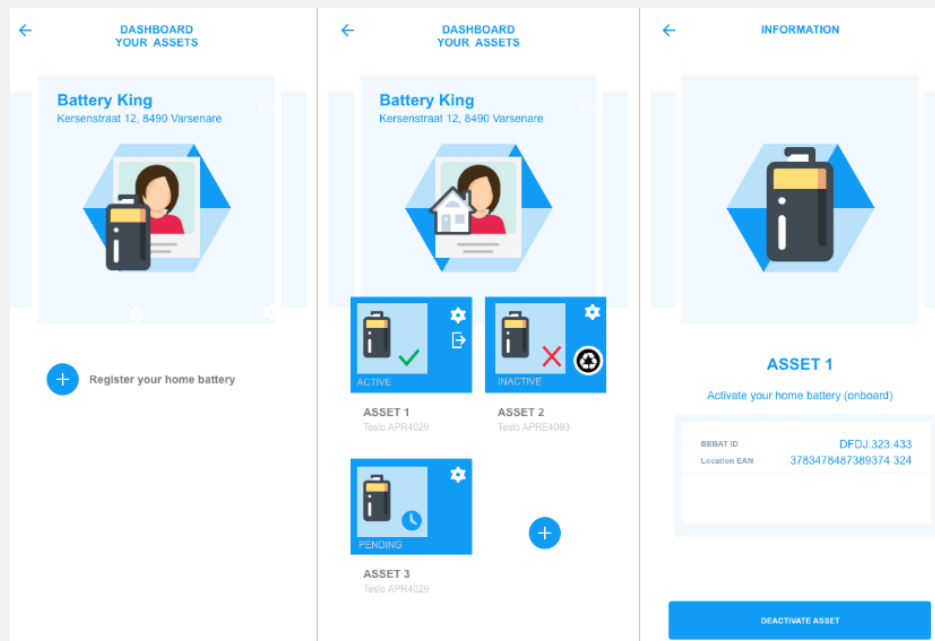 DASHBOARD
YOUR ASSETS
Battery King
Kersenstraat 12, 8490 Varsenare
Register your home battery
DASHBOARD
YOUR ASSETS
Battery King
Kersenstraat 12, 8490 Varsenare
ACTIVE
INACTIVE
ASSET 1
Teslo APR4029
ASSET 2
Teslo APRE4093
PENDING
ASSET 3
Teslo APR4029
INFORMATION
ASSET 1
Activate your home battery (onboard)
BEBAT ID DFDJ.323.433
Location EAN 3783478487389374 324
DEACTIVATE ASSET